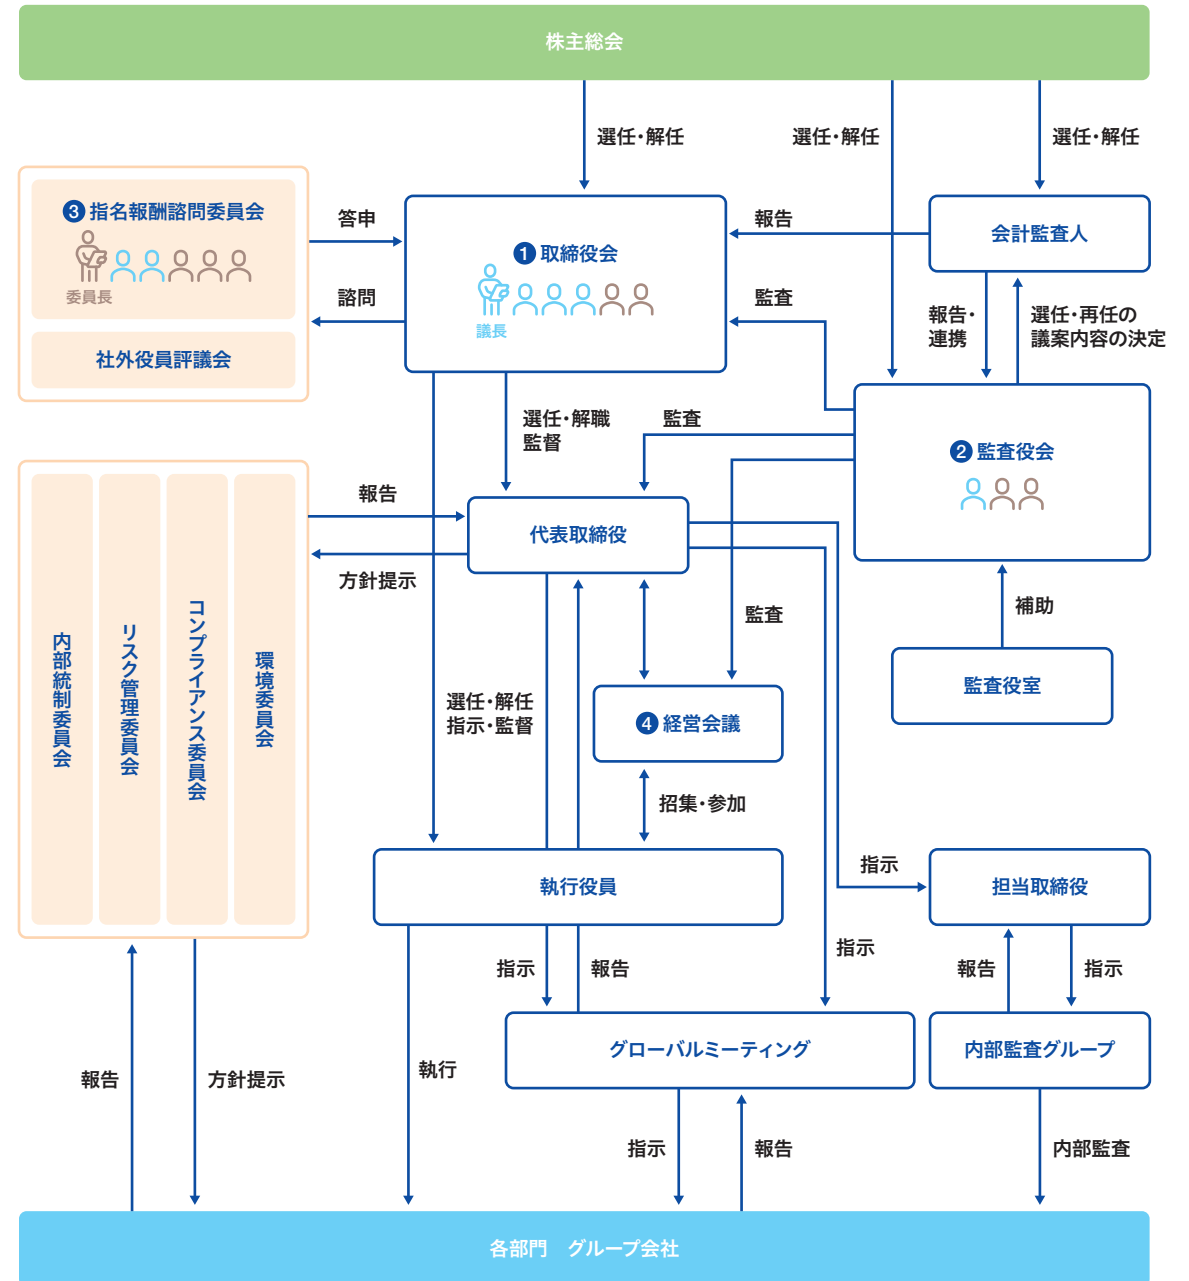 株主総会
選任・解任
選任・解任
選任・解任
❸ 指名報酬諮問委員会
委員長
社外役員評議会
答申
諮問
❶ 取締役会
議長
報告
監査
会計監査人
報告・
連携
選任・再任の
議案内容の決定
選任・解職
監督
監査
❷ 監査役会
報告
方針提示
代表取締役
監査
補助
監査役室
内部統制委員会
リスク管理委員会
コンプライアンス委員会
環境委員会
選任・解任
指示・監督
❹ 経営会議
招集・参加
執行役員
指示
担当取締役
指示
報告
指示
報告
指示
グローバルミーティング
内部監査グループ
報告
方針提示
執行
指示
報告
内部監査
各部門　グループ会社